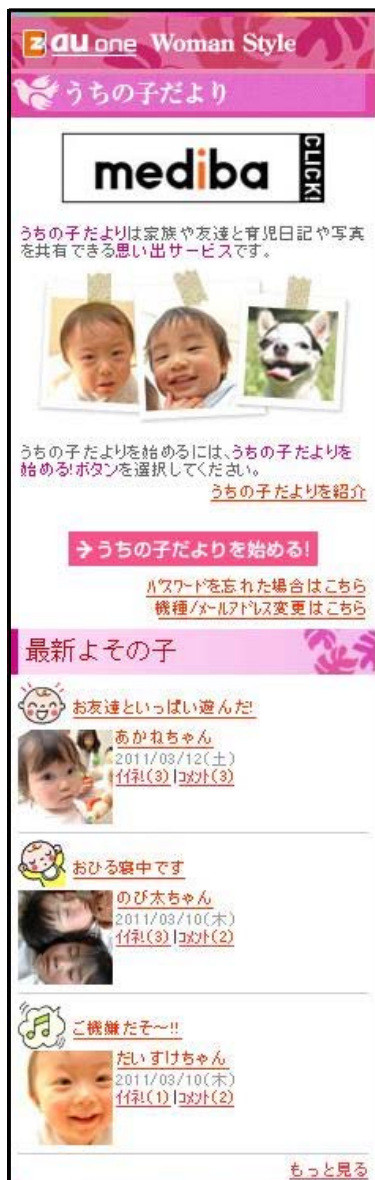 au one Woman Style
うちの子だより
mediba CLICK!
うちの子だよりは家族や友達と育児日記や写真
を共有できる思い出サービスです。
うちの子だよりを始めるには、うちの子だよりを
始める!ボタンを選択してください。
うちの子だよりを紹介
→うちの子だよりを始める!
ﾊﾟｽﾜｰﾄﾞを忘れた場合はこちら
機種/ﾒｰﾙｱﾄﾞﾚｽ変更はこちら
最新よその子
お友達といっぱい遊んだ!
あかねちゃん
2011/03/12(土)
ｲｲﾈ!(3)|ｺﾒﾝﾄ(3)
おひる寝中です
のび太ちゃん
2011/03/10(木)
ｲｲﾈ!(3)|ｺﾒﾝﾄ(2)
ご機嫌だぞ～!!
だいすけちゃん
2011/03/10(木)
ｲｲﾈ!(1)|ｺﾒﾝﾄ(2)
もっと見る